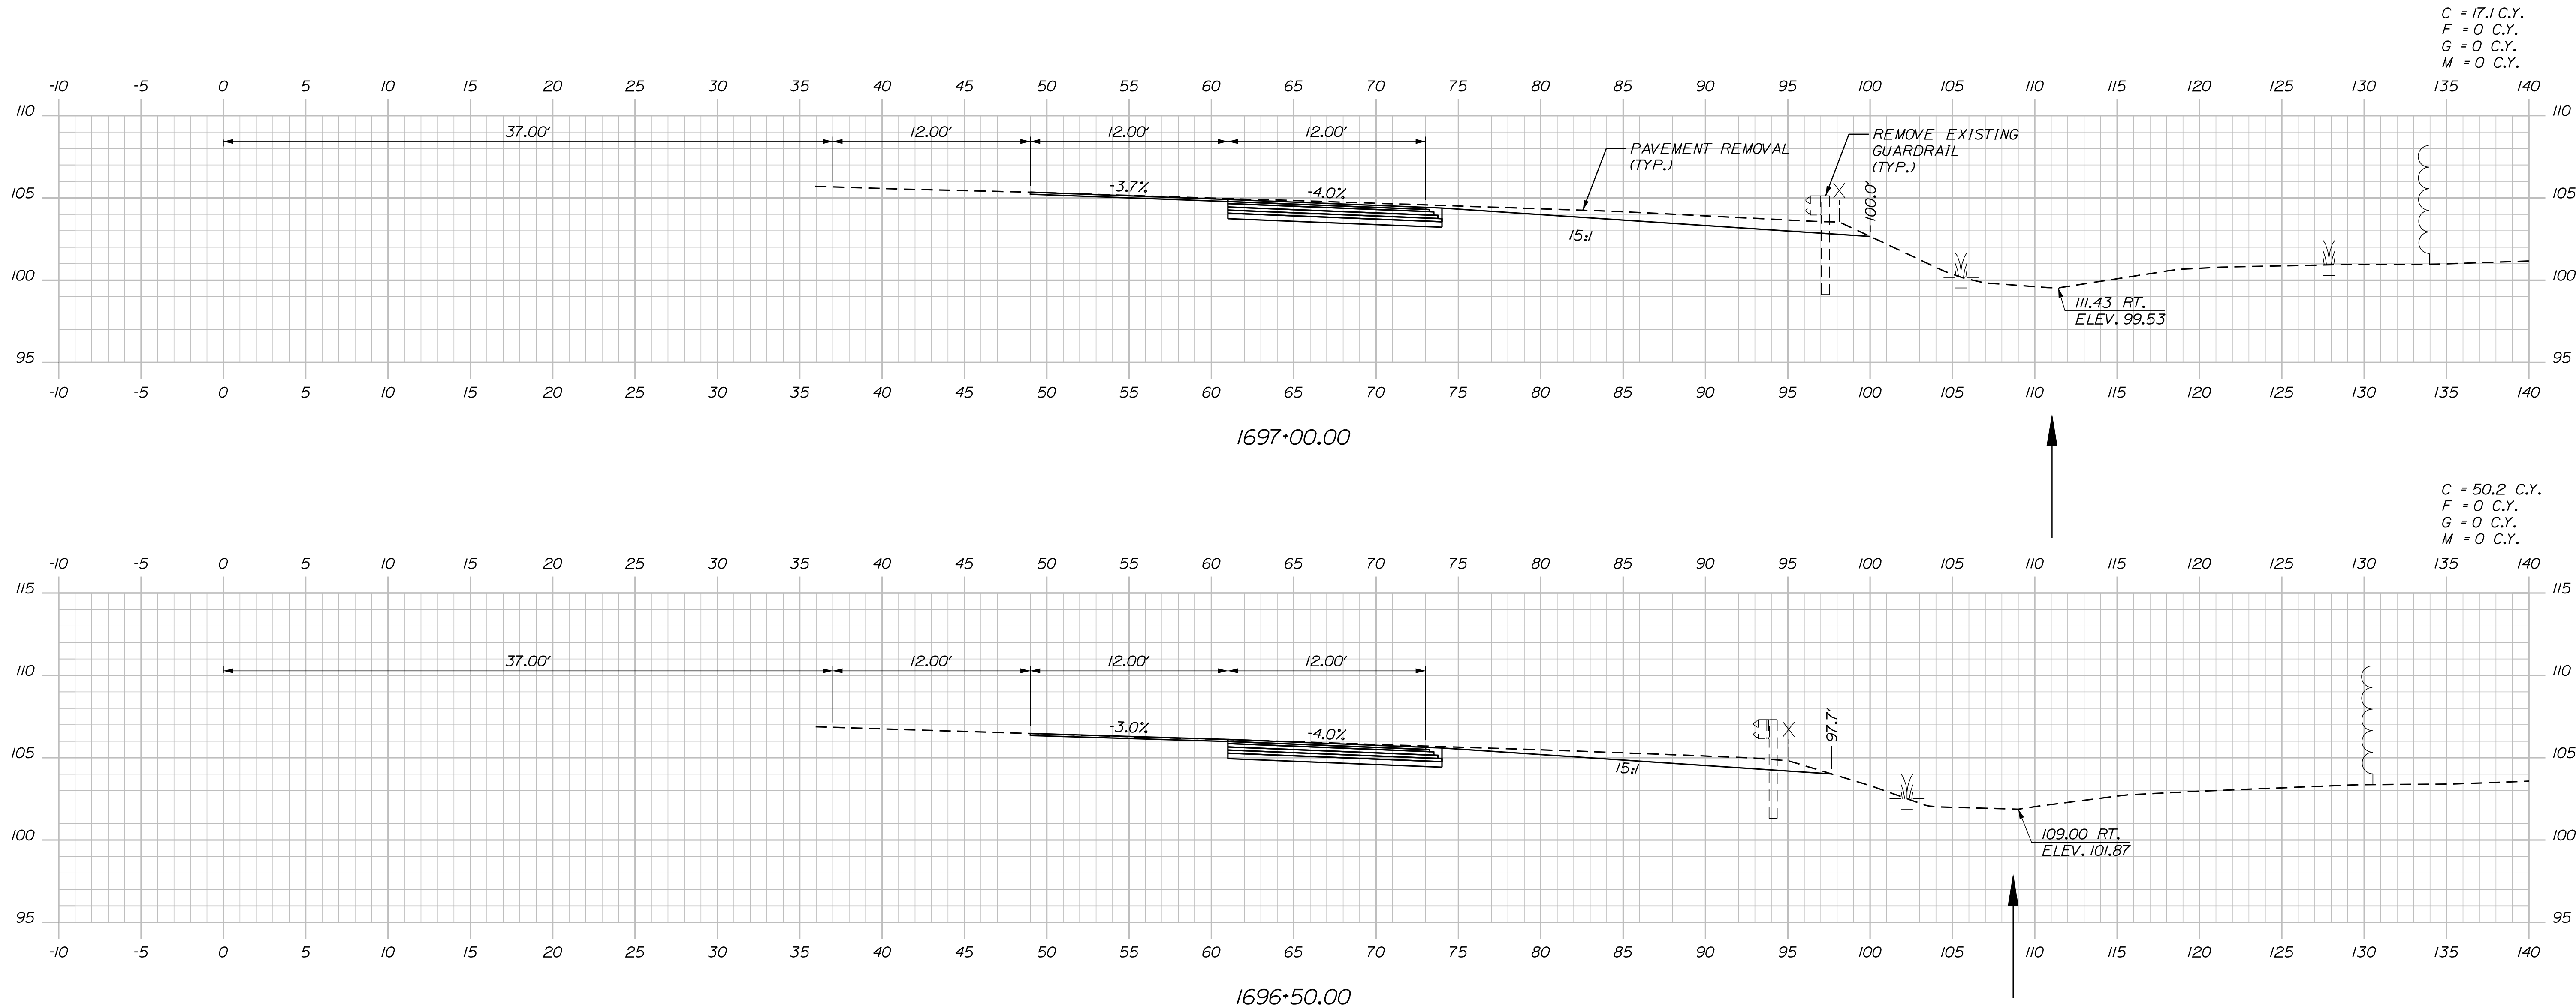 C = 17.1 C.Y.
F = 0 C.Y.
G = 0 C.Y.
M = 0 C.Y.
-10 -5 0 5 10 15 20 25 30 35 40 45 50 55 60 65 70 75 80 85 90 95 100 105 110 115 120 125 130 135 140
110 110
37.00' 12.00' 12.00' 12.00'
PAVEMENT REMOVAL
(TYP.)
REMOVE EXISTING
GUARDRAIL
(TYP.)
105 105
-3.7% -4.0%
100.0'
15:1
100 100
111.43 RT.
ELEV. 99.53
95 95
-10 -5 0 5 10 15 20 25 30 35 40 45 50 55 60 65 70 75 80 85 90 95 100 105 110 115 120 125 130 135 140
1697+00.00
C = 50.2 C.Y.
F = 0 C.Y.
G = 0 C.Y.
M = 0 C.Y.
-10 -5 0 5 10 15 20 25 30 35 40 45 50 55 60 65 70 75 80 85 90 95 100 105 110 115 120 125 130 135 140
115 115
110 110
37.00' 12.00' 12.00' 12.00'
-3.0% -4.0%
97.7'
105 105
15:1
100 100
109.00 RT.
ELEV. 101.87
95 95
-10 -5 0 5 10 15 20 25 30 35 40 45 50 55 60 65 70 75 80 85 90 95 100 105 110 115 120 125 130 135 140
1696+50.00